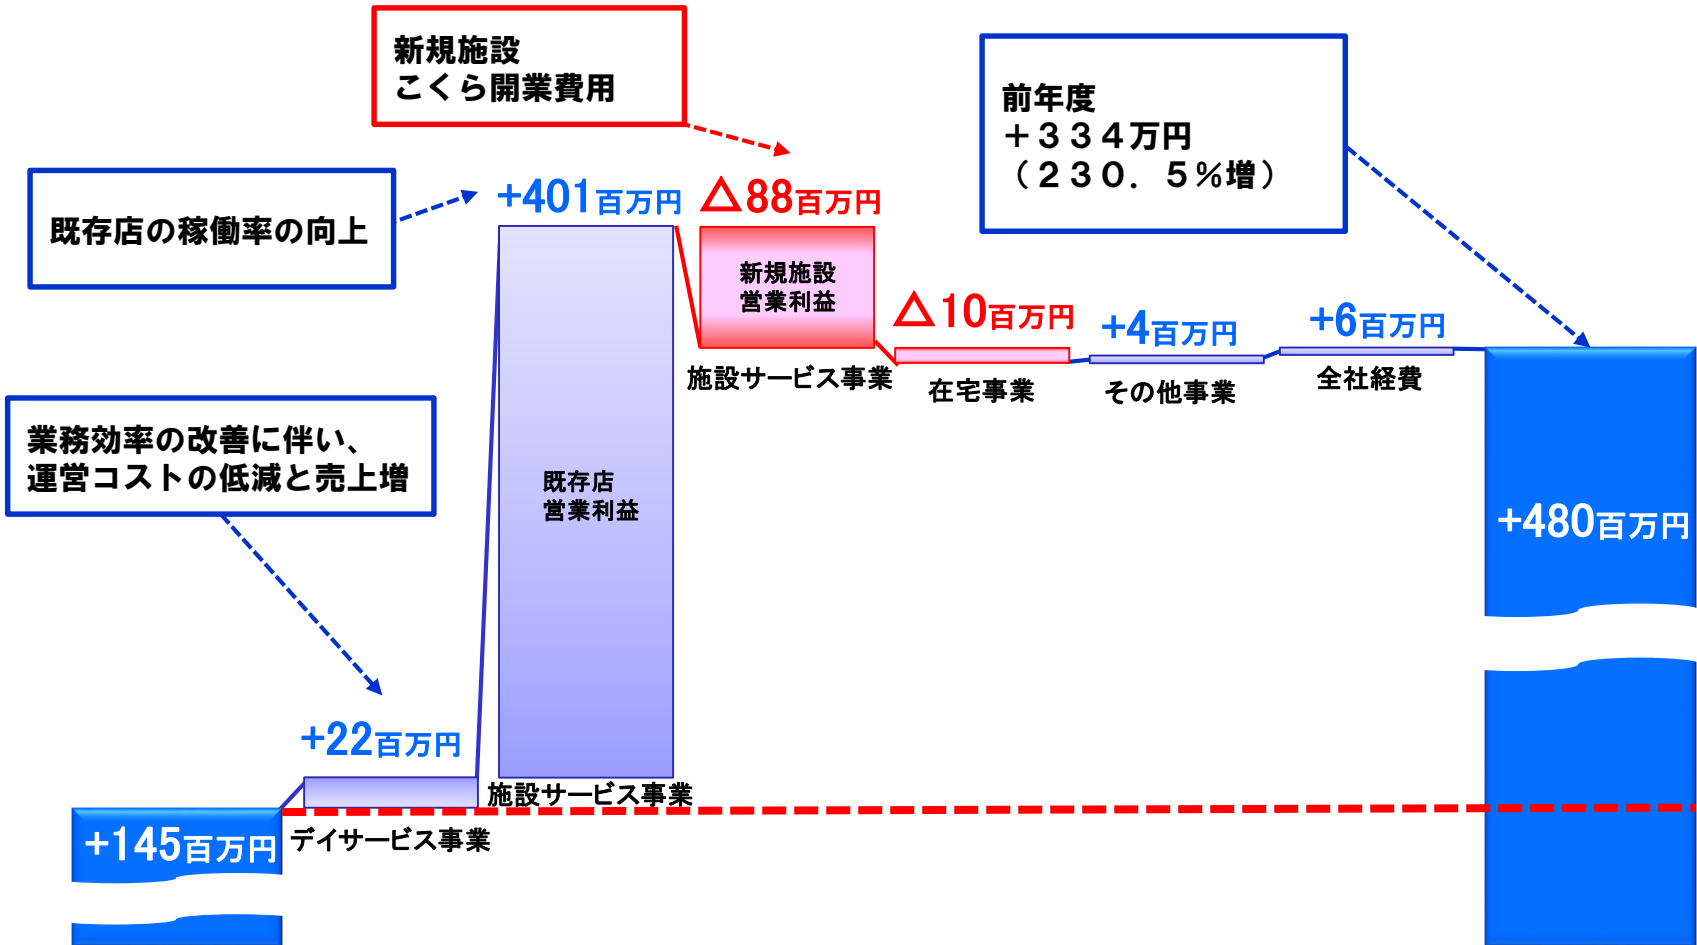 新規施設
こくら開業費用
前年度
＋３３４万円
（２３０．５％増）
既存店の稼働率の向上
+401百万円
△88百万円
新規施設
営業利益
△10百万円
+4百万円
+6百万円
施設サービス事業
在宅事業
その他事業
全社経費
業務効率の改善に伴い、
運営コストの低減と売上増
既存店
営業利益
+480百万円
+22百万円
施設サービス事業
+145百万円
デイサービス事業